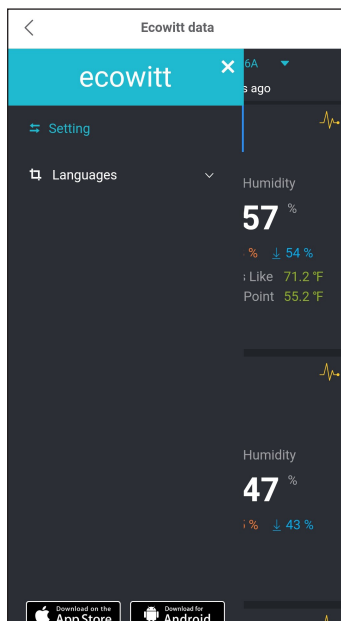 Ecowitt data
ecowitt
×
6A
s ago
Setting
Languages
Humidity
57 %
% ↓ 54 %
s Like 71.2 °F
Point 55.2 °F
Humidity
47 %
% ↓ 43 %
Download on the
App Store
Download for
Android